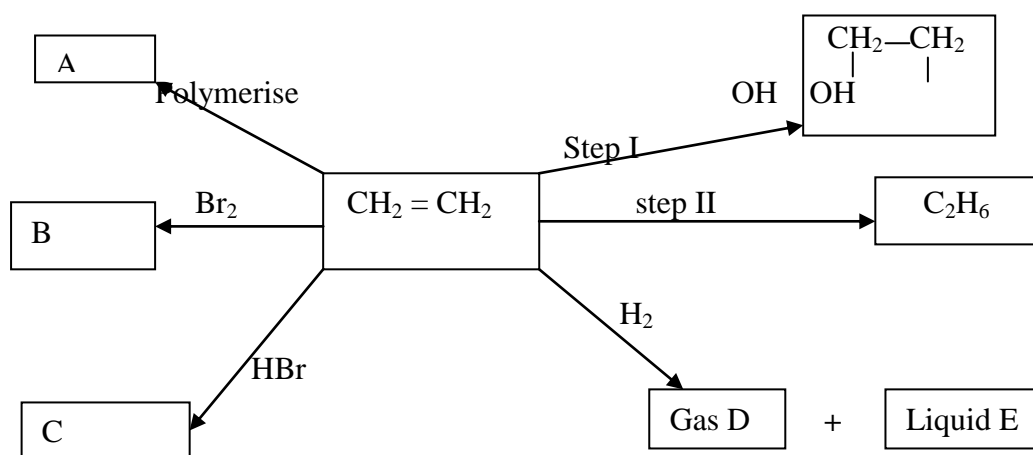 CH₂—CH₂
A
Polymerise
OH OH
Step I
Br₂
CH₂ = CH₂
step II
C₂H₆
B
H₂
HBr
C
Gas D + Liquid E